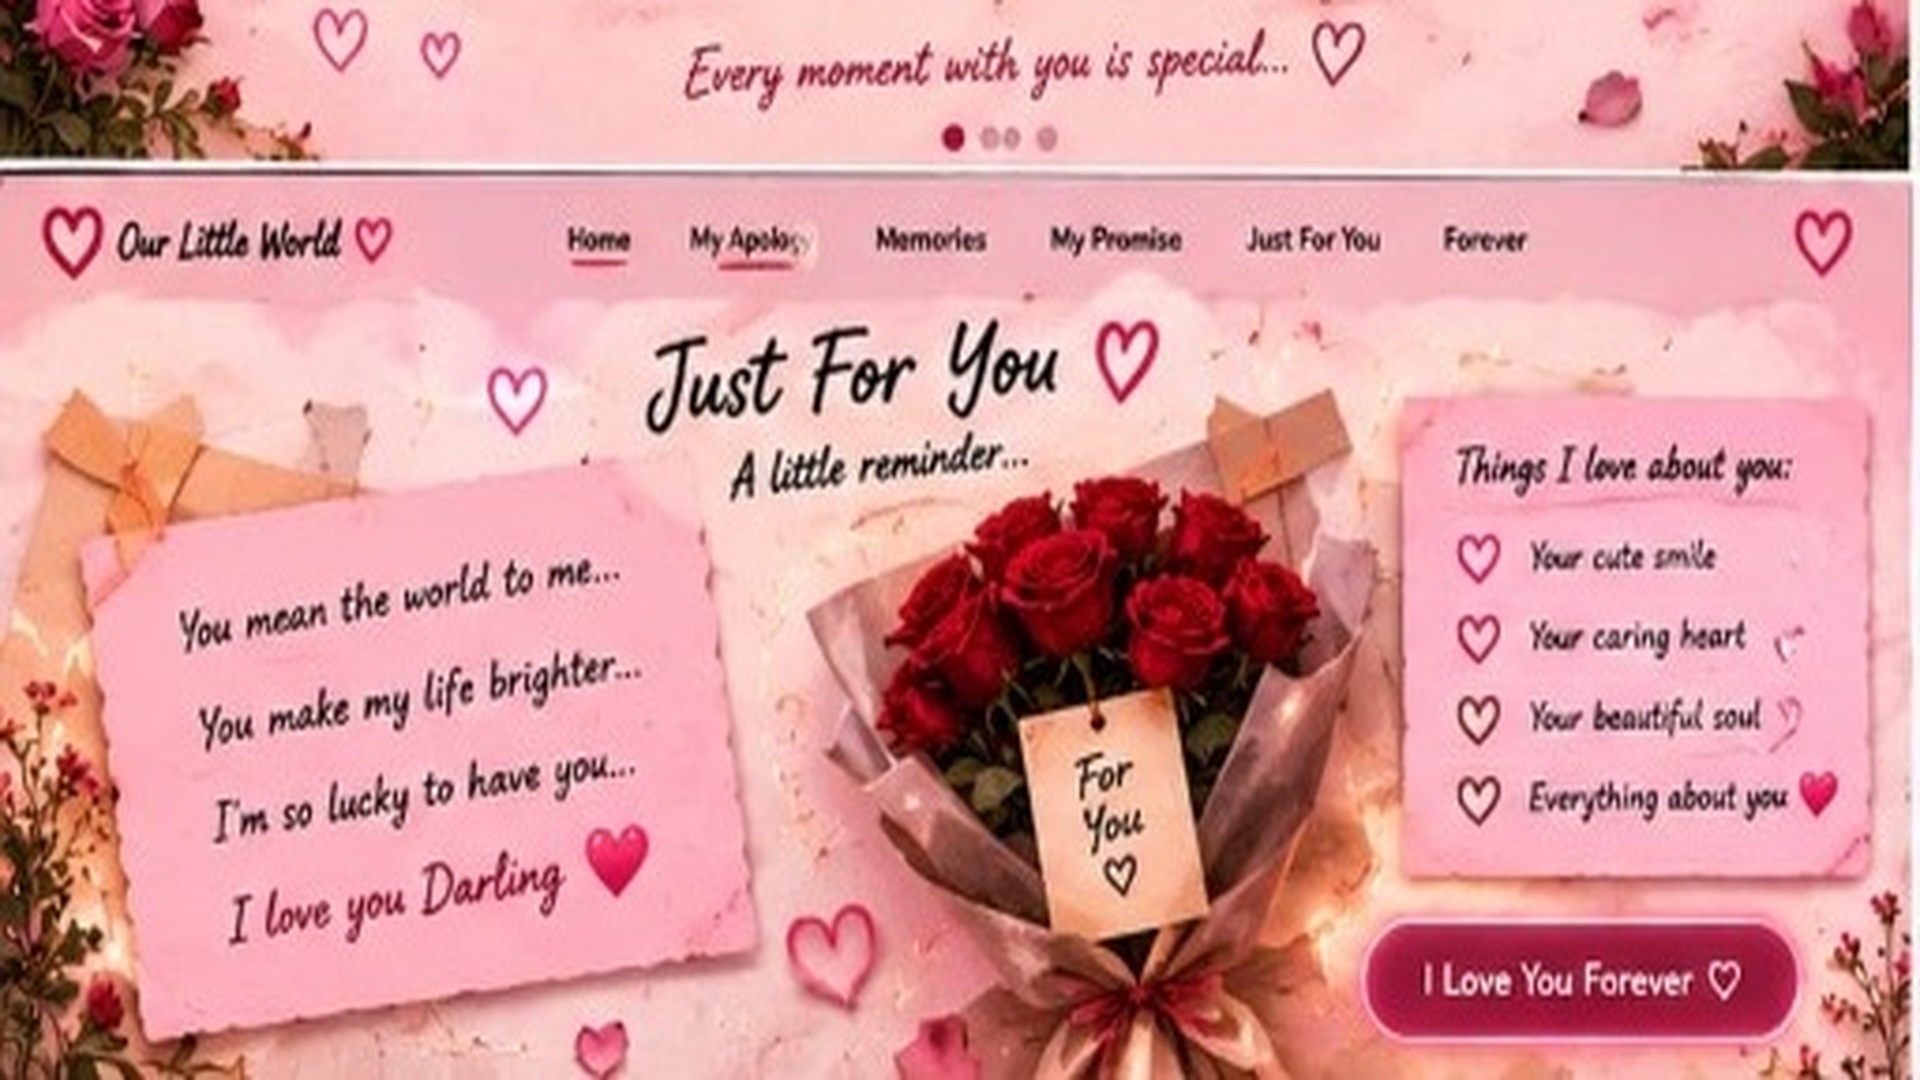 Every moment with you is special...
Our Little World
Home My Apology Memories My Promise Just For You Forever
Just For You
A little reminder...
You mean the world to me...
You make my life brighter...
I'm so lucky to have you...
I love you Darling
For
You
Things I love about you:
Your cute smile
Your caring heart
Your beautiful soul
Everything about you
I Love You Forever